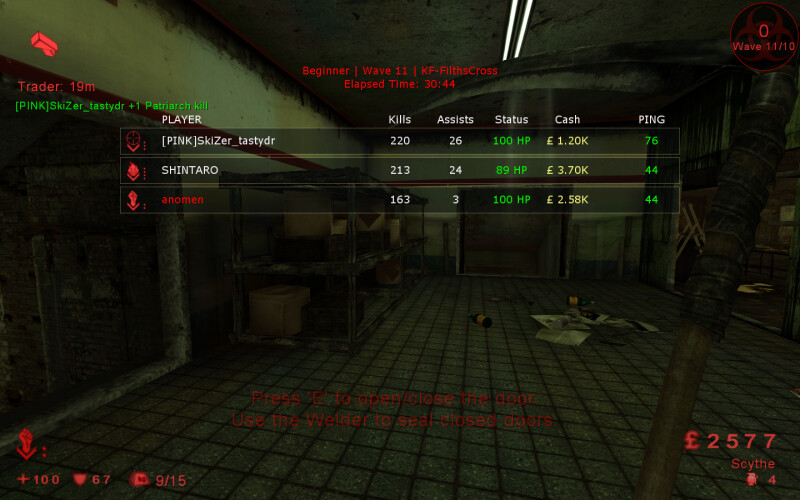 0
Wave 11/10
Beginner | Wave 11 | KF-FilthsCross
Elapsed Time: 30:44
Trader: 19m
[PINK]SkiZer_tastydr +1 Patriarch kill
PLAYER Kills Assists Status Cash PING
[PINK]SkiZer_tastydr 220 26 100 HP £ 1.20K 76
SHINTARO 213 24 89 HP £ 3.70K 44
anomen 163 3 100 HP £ 2.58K 44
Press 'E' to open/close the door.
Use the Welder to seal closed doors
£ 2577
Scythe
4
+100 67 9/15